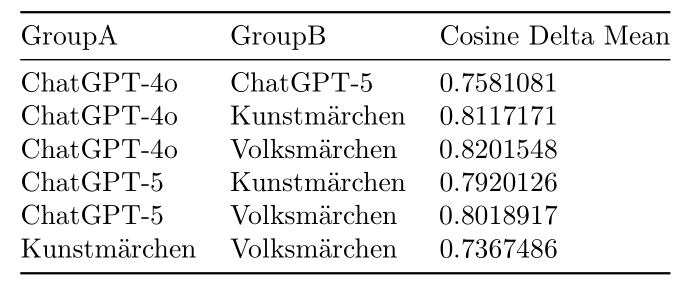 GroupA GroupB Cosine Delta Mean
ChatGPT-4o ChatGPT-5 0.7581081
ChatGPT-4o Kunstmärchen 0.8117171
ChatGPT-4o Volksmärchen 0.8201548
ChatGPT-5 Kunstmärchen 0.7920126
ChatGPT-5 Volksmärchen 0.8018917
Kunstmärchen Volksmärchen 0.7367486